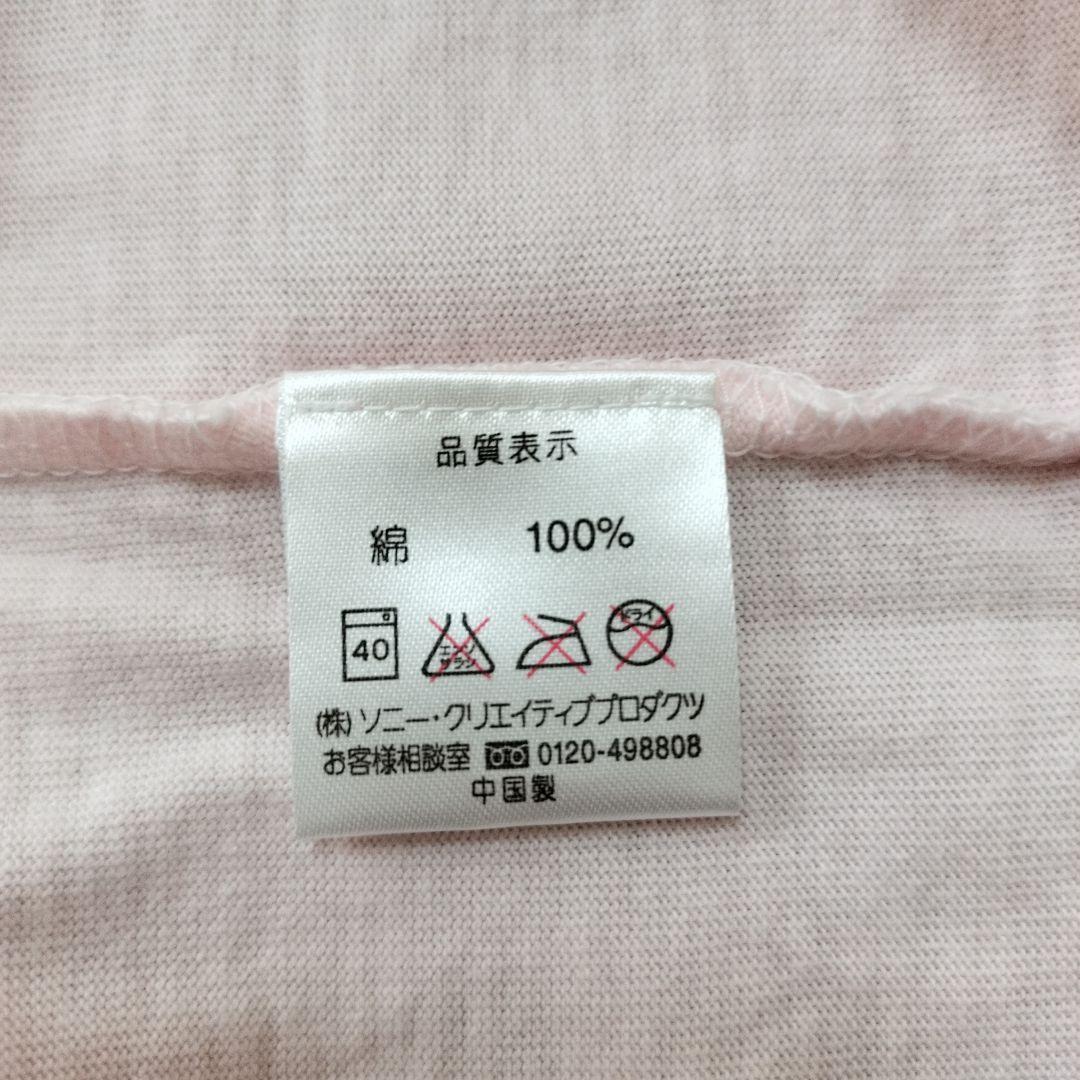 品質表示
綿 100%
40 エンソ サラシ ドライ
(株)ソニー・クリエイティブプロダクツ
お客様相談室 0120-498808
中国製